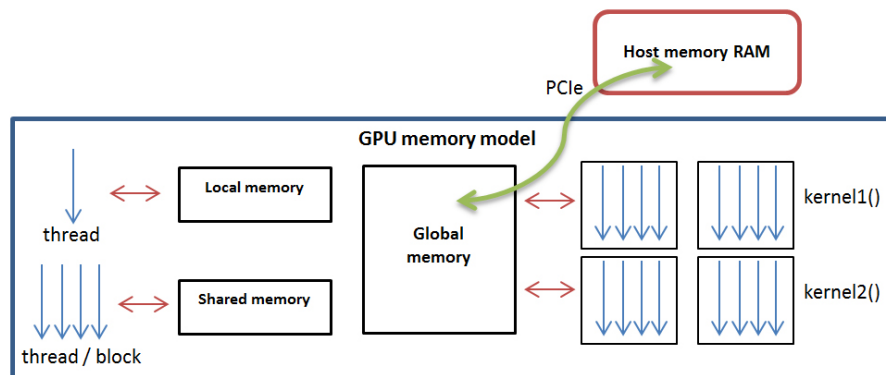 Host memory RAM
PCIe
GPU memory model
Local memory
thread
Global
memory
kernel1()
Shared memory
thread / block
kernel2()